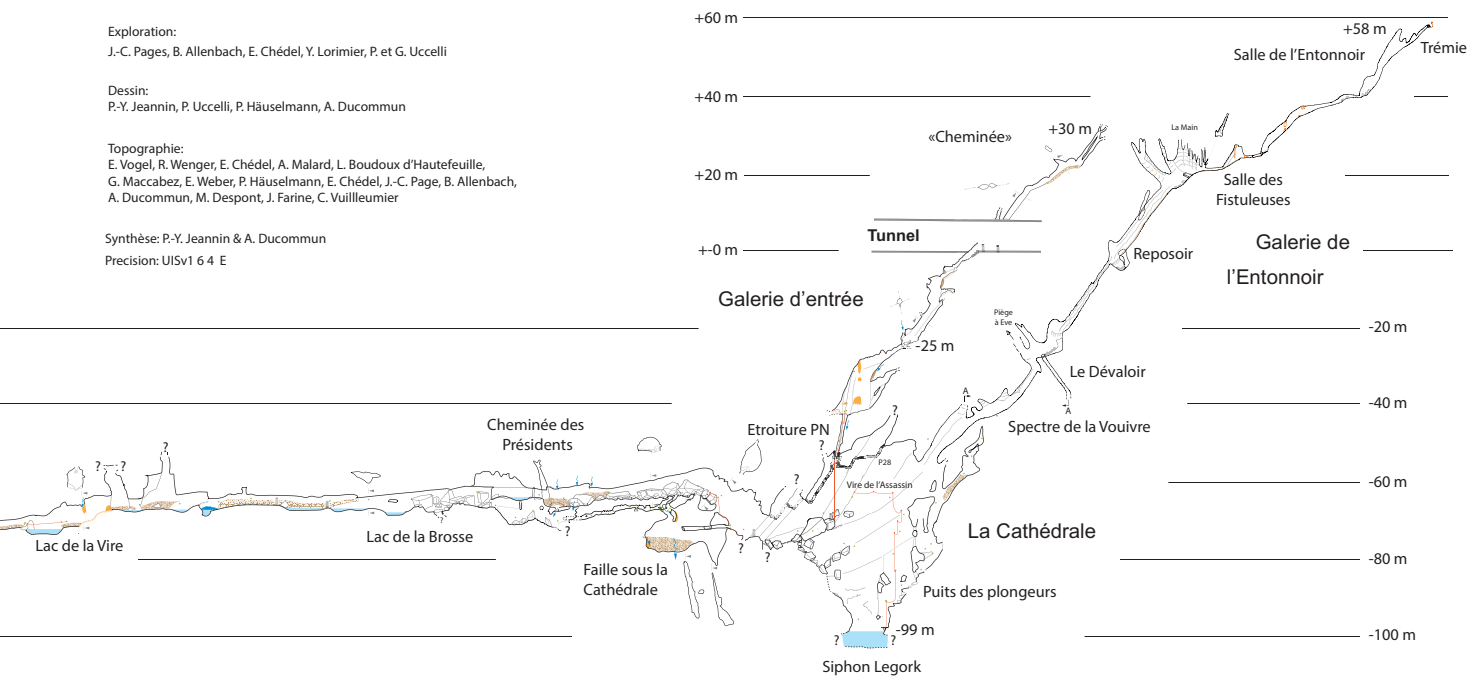 Exploration:
J.-C. Pages, B. Allenbach, E. Chédel, Y. Lorimier, P. et G. Uccelli
Dessin:
P.-Y. Jeannin, P. Uccelli, P. Häuselmann, A. Ducommun
Topographie:
E. Vogel, R. Wenger, E. Chédel, A. Malard, L. Boudoux d'Hautefeuille,
G. Maccabez, E. Weber, P. Häuselmann, E. Chédel, J.-C. Page, B. Allenbach,
A. Ducommun, M. Despont, J. Farine, C. Vuillleumier
Synthèse: P.-Y. Jeannin & A. Ducommun
Precision: UISv1 6 4 E
+60 m
+58 m
Trémie
Salle de l'Entonnoir
+40 m
«Cheminée»
+30 m
La Main
+20 m
Salle des
Fistuleuses
Tunnel
+-0 m
Reposoir
Galerie de
l'Entonnoir
Galerie d'entrée
Piège
à Eve
-20 m
-25 m
Le Dévaloir
A
A
-40 m
Spectre de la Vouivre
Cheminée des
Présidents
Etroiture PN
?
?
?
? ?
?
P28
-60 m
Vire de l'Assassin
La Cathédrale
Lac de la Vire
Lac de la Brosse
?
?
?
-80 m
Faille sous la
Cathédrale
Puits des plongeurs
-99 m
? ?
-100 m
Siphon Legork